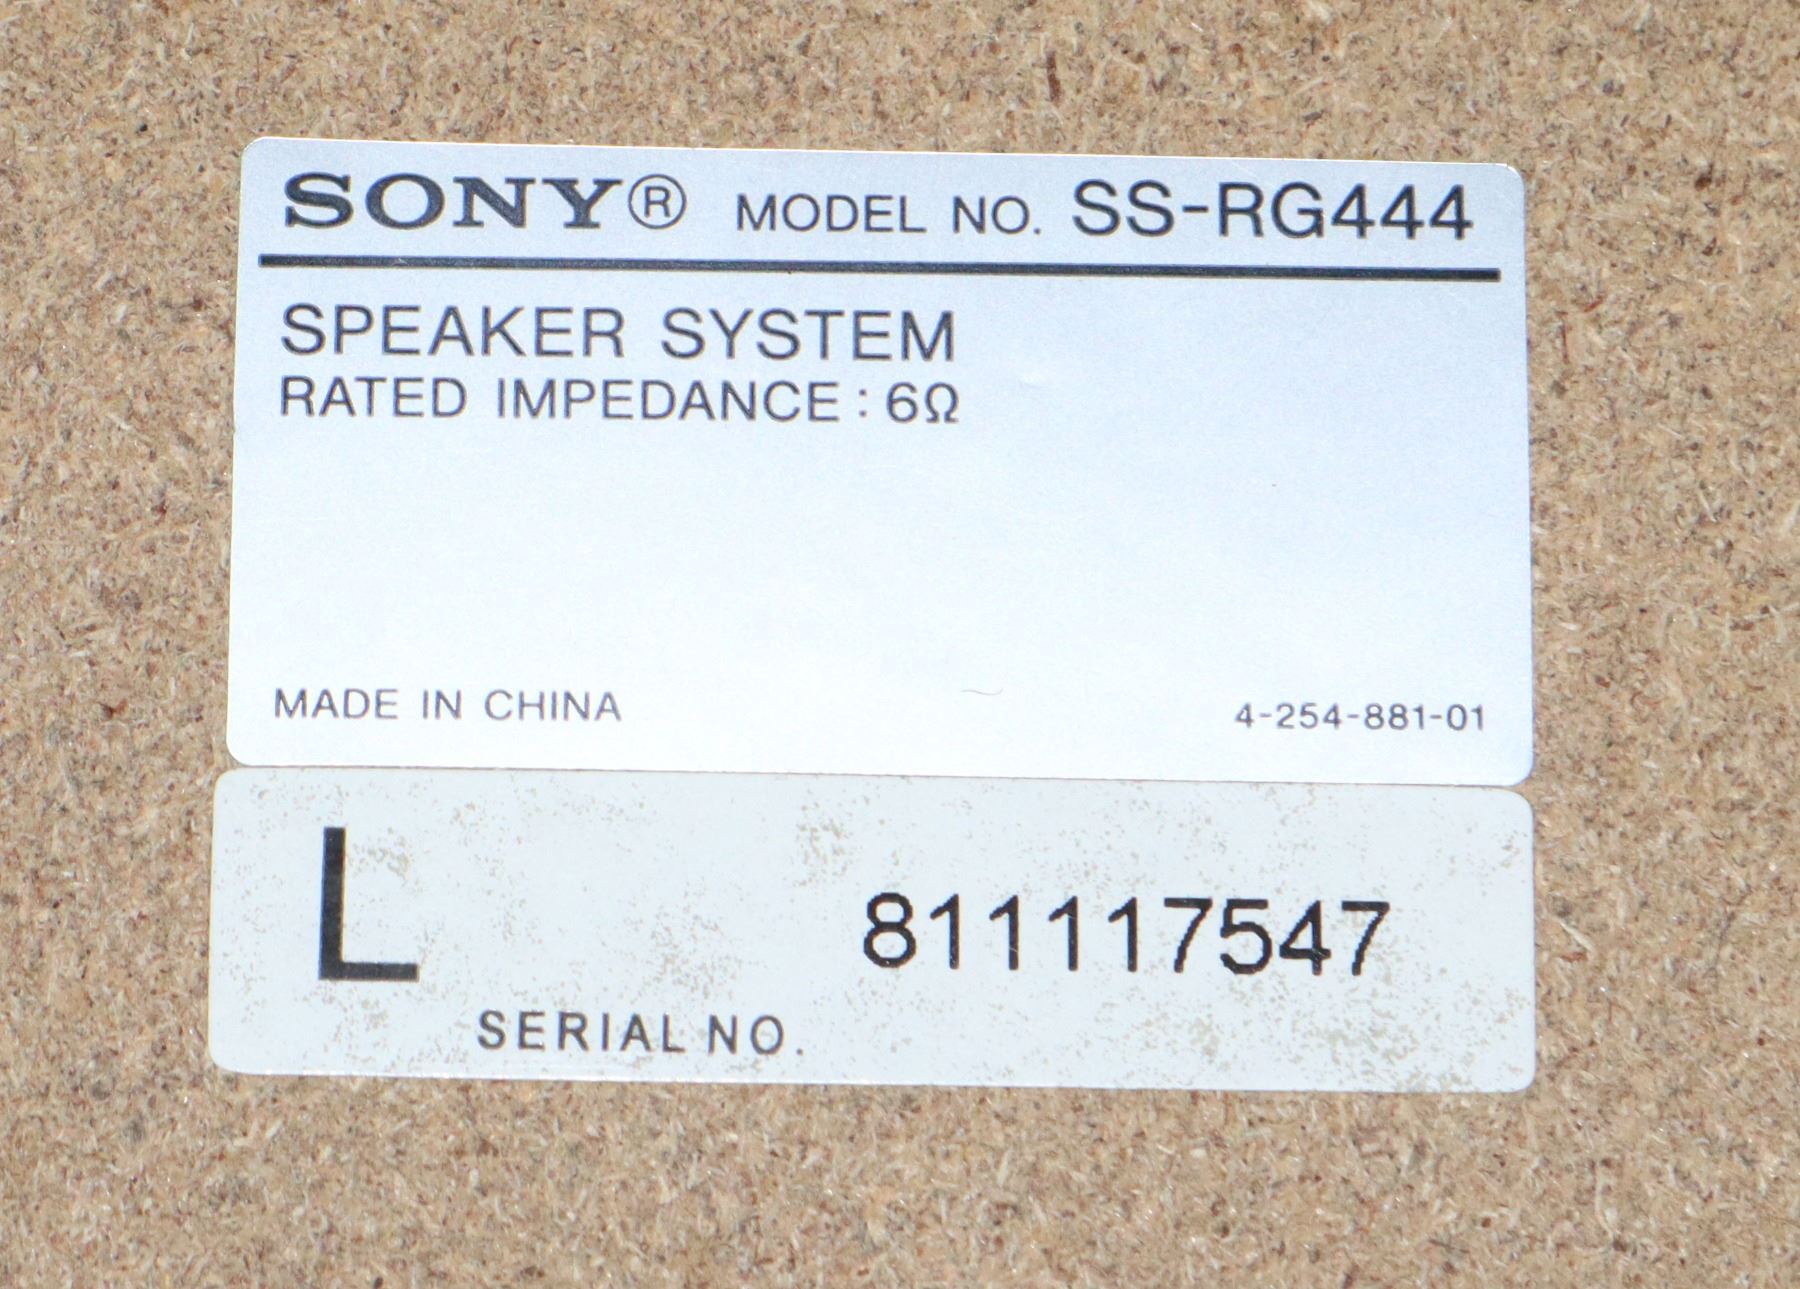 SONY® MODEL NO. SS-RG444
SPEAKER SYSTEM
RATED IMPEDANCE : 6Ω
MADE IN CHINA 4-254-881-01
L 811117547
SERIAL NO.